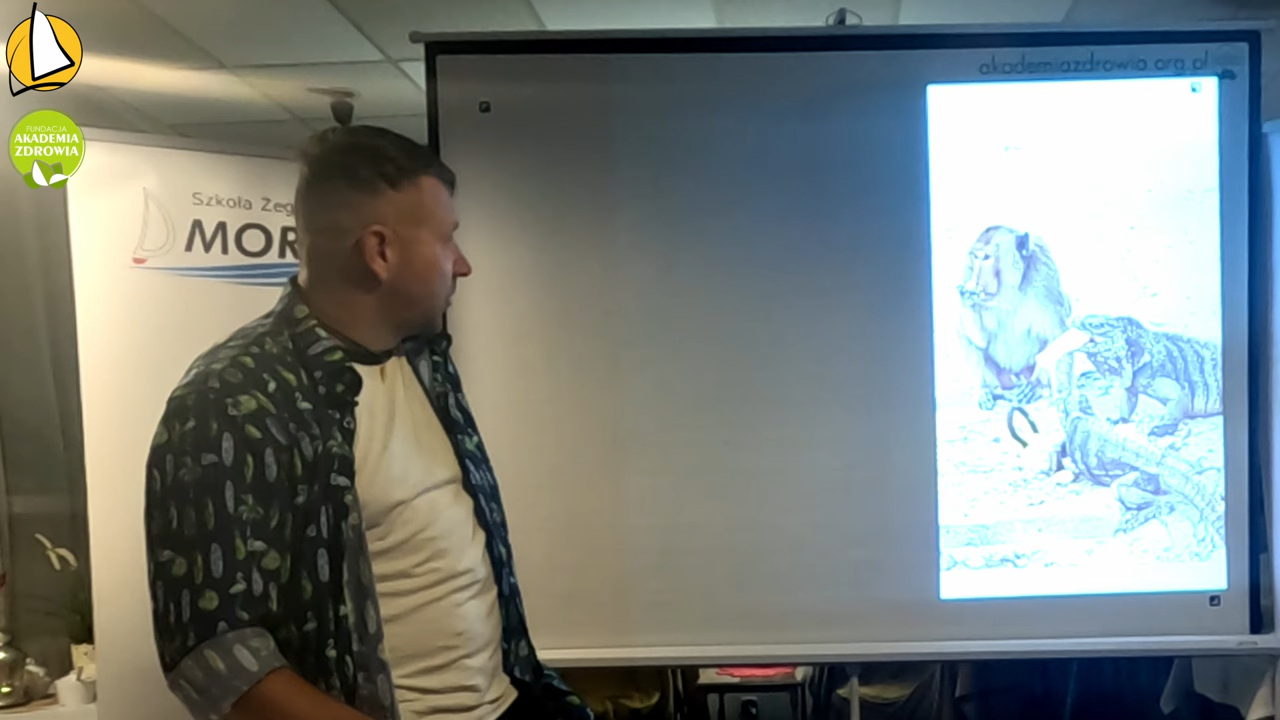 FUNDACJA
AKADEMIA
ZDROWIA
Szkoła Żeg
MOR
akademiazdrowia.org.pl